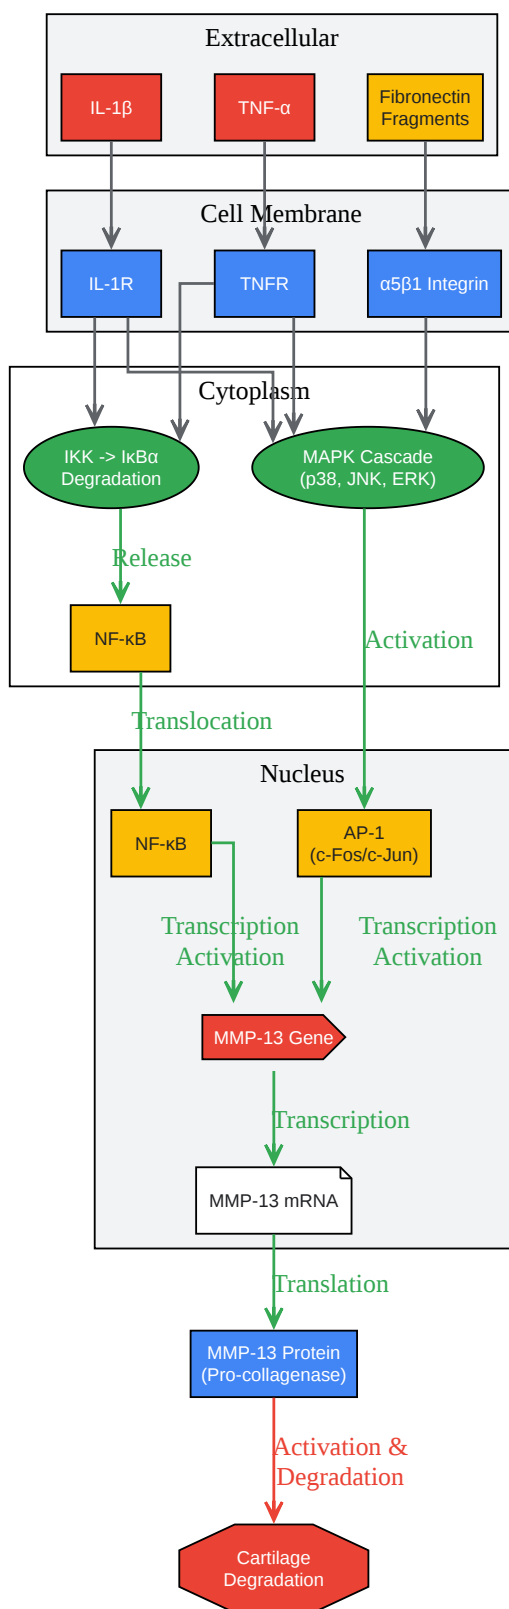 Extracellular
IL-1β
TNF-α
Fibronectin
Fragments
Cell Membrane
IL-1R
TNFR
α5β1 Integrin
Cytoplasm
IKK -> IκBα
Degradation
MAPK Cascade
(p38, JNK, ERK)
Release
NF-κB
Activation
Translocation
Nucleus
NF-κB
AP-1
(c-Fos/c-Jun)
Transcription
Activation
Transcription
Activation
MMP-13 Gene
Transcription
MMP-13 mRNA
Translation
MMP-13 Protein
(Pro-collagenase)
Activation &
Degradation
Cartilage
Degradation